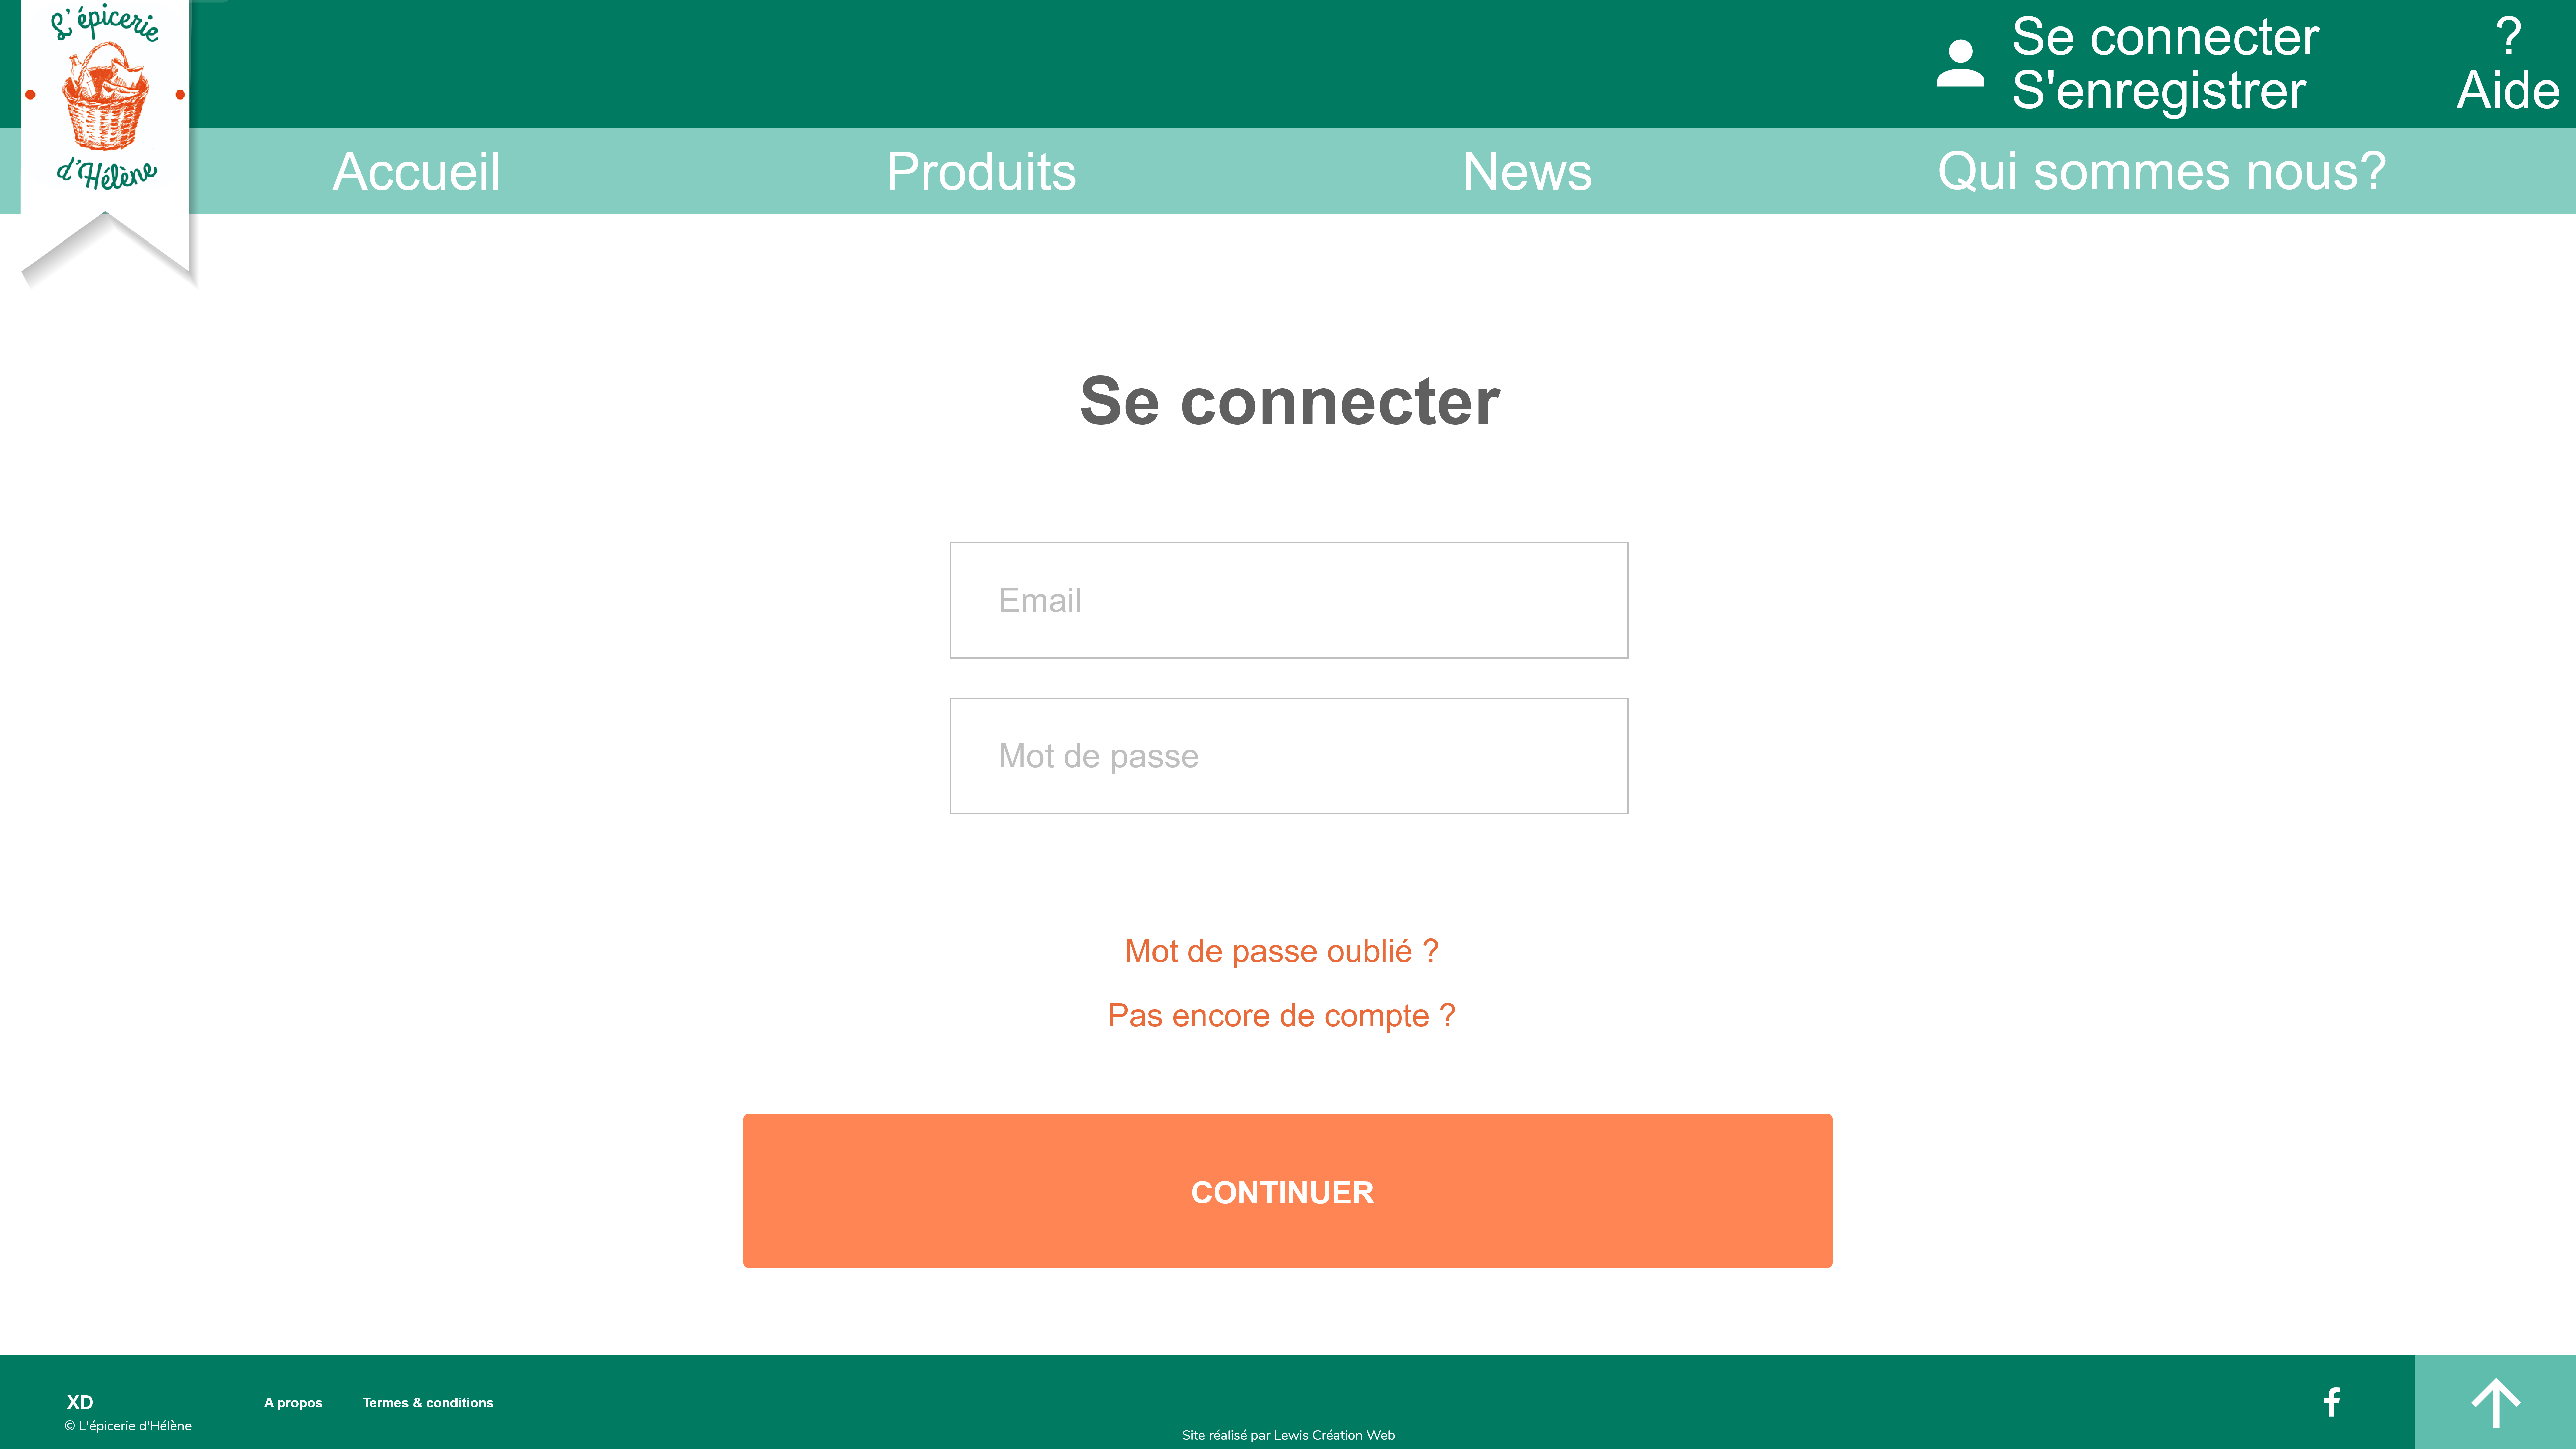 L'épicerie
d'Hélène
Se connecter
S'enregistrer
?
Aide
Accueil
Produits
News
Qui sommes nous?
Se connecter
Email
Mot de passe
Mot de passe oublié ?
Pas encore de compte ?
CONTINUER
XD
A propos
Termes & conditions
© L'épicerie d'Hélène
Site réalisé par Lewis Création Web